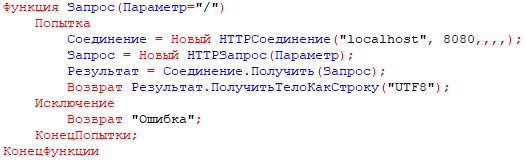 Функция Запрос(Параметр="/")
Попытка
Соединение = Новый HTTPСоединение("localhost", 8080,,,,);
Запрос = Новый HTTPЗапрос(Параметр);
Результат = Соединение.Получить(Запрос);
Возврат Результат.ПолучитьТелоКакСтроку("UTF8");
Исключение
Возврат "Ошибка";
КонецПопытки;
КонецФункции